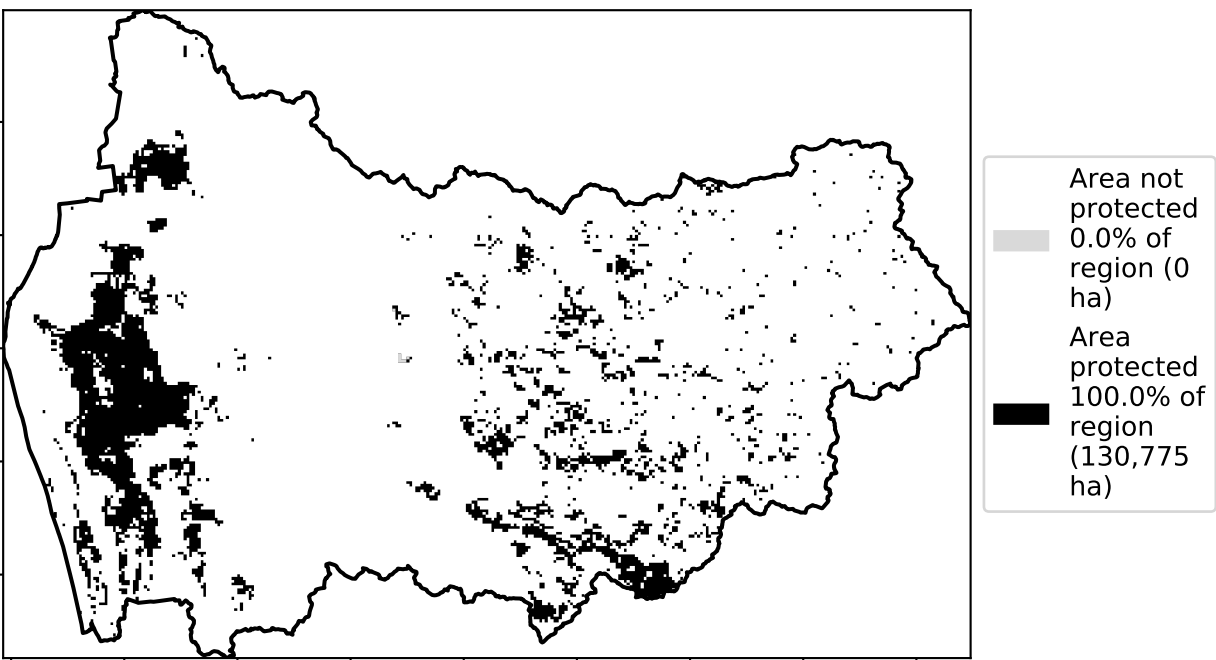 Area not
protected
0.0% of
region (0
ha)
Area
protected
100.0% of
region
(130,775
ha)